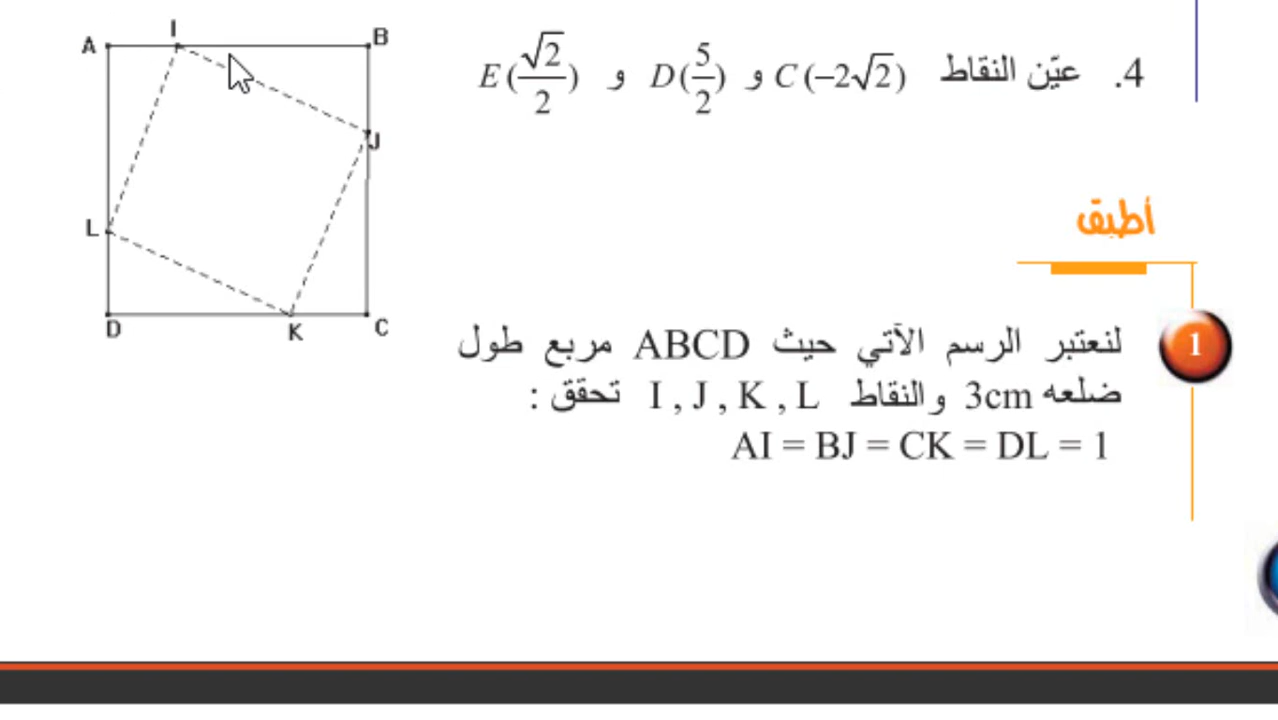 4. عيّن النقاط C(−2√2) و D(5/2) و E(√2/2)
أطبق
1
لنعتبر الرسم الآتي حيث ABCD مربع طول
ضلعه 3cm والنقاط I , J , K , L تحقق :
AI = BJ = CK = DL = 1
A I B
J
L
D K C